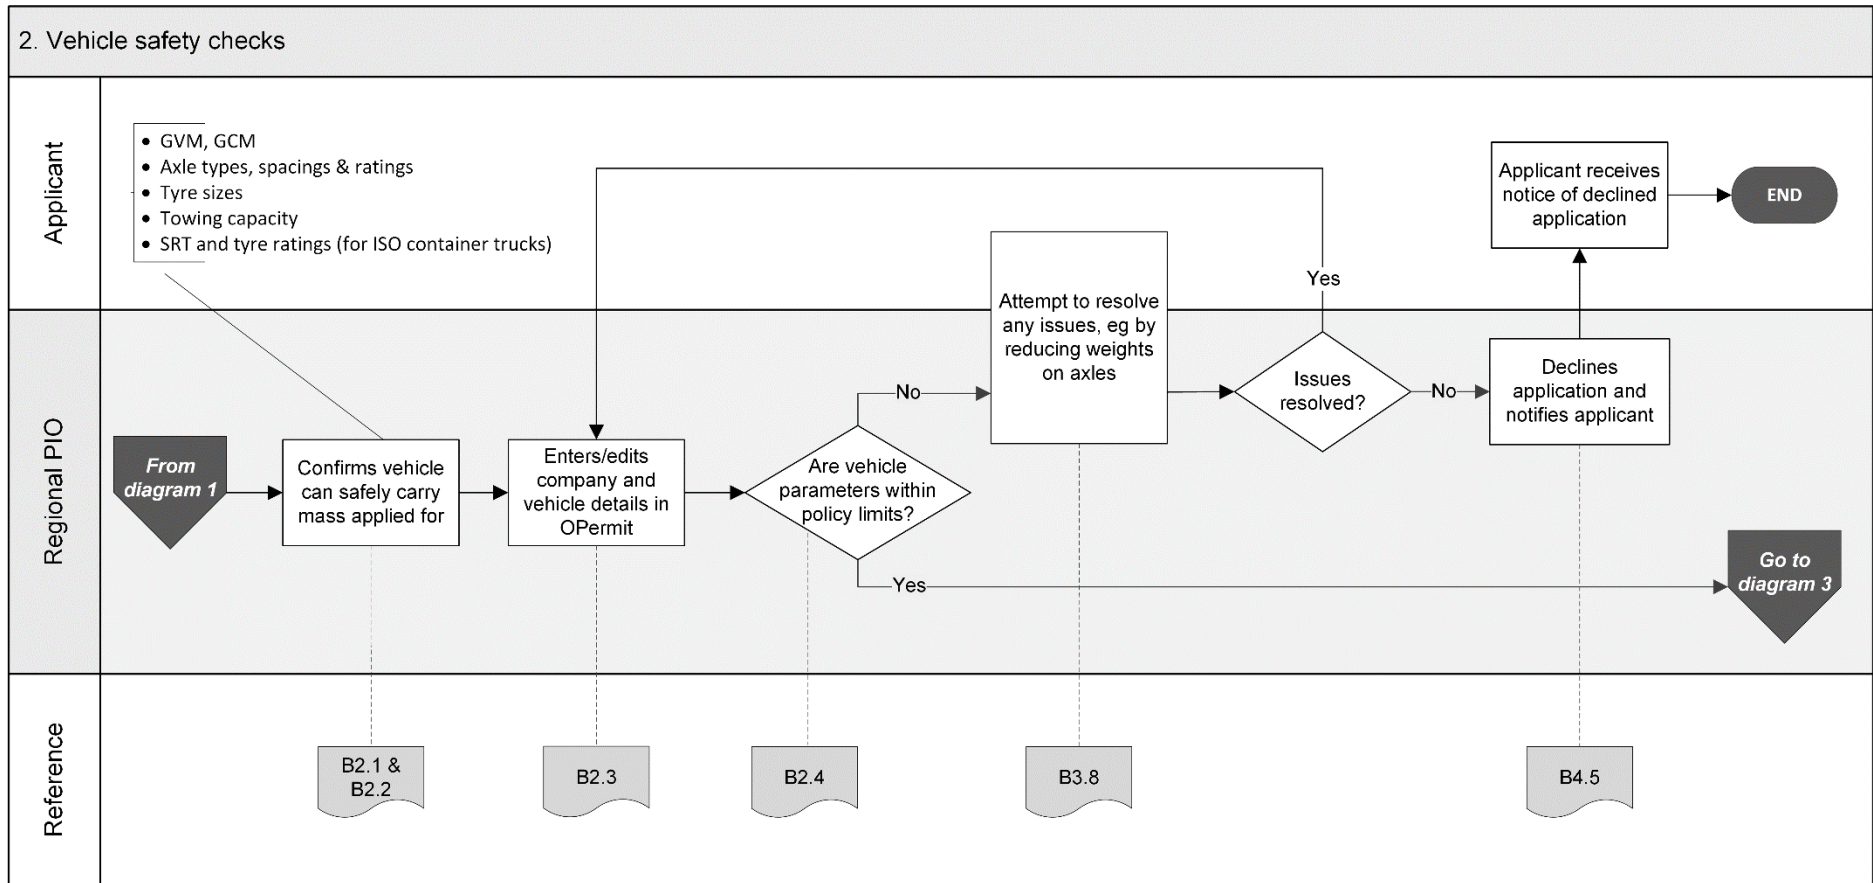 2. Vehicle safety checks
Applicant
• GVM, GCM
• Axle types, spacings & ratings
• Tyre sizes
• Towing capacity
• SRT and tyre ratings (for ISO container trucks)
Applicant receives
notice of declined
application
END
Yes
Regional PIO
From
diagram 1
Confirms vehicle
can safely carry
mass applied for
Enters/edits
company and
vehicle details in
OPermit
Are vehicle
parameters within
policy limits?
No
Attempt to resolve
any issues, eg by
reducing weights
on axles
Issues
resolved?
No
Declines
application and
notifies applicant
Yes
Go to
diagram 3
Reference
B2.1 &
B2.2
B2.3
B2.4
B3.8
B4.5